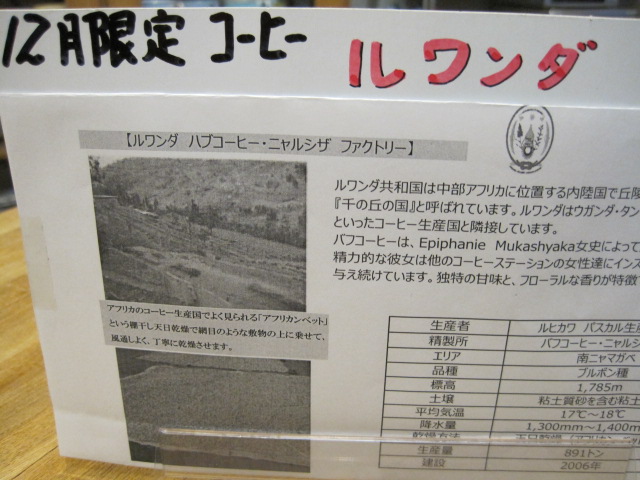 12月限定 コーヒー ルワンダ
【ルワンダ ハブコーヒー・ニャルシザ ファクトリー】
ルワンダ共和国は中部アフリカに位置する内陸国で丘陵
『千の丘の国』と呼ばれています。ルワンダはウガンダ・タン
といったコーヒー生産国と隣接しています。
バフコーヒーは、Epiphanie Mukashyaka女史によって
精力的な彼女は他のコーヒーステーションの女性達にインス
与え続けています。独特の甘味と、フローラルな香りが特徴
アフリカのコーヒー生産国でよく見られる「アフリカンベット」
という棚干し天日乾燥で網目のような敷物の上に乗せて、
風通しよく、丁寧に乾燥させます。
生産者 ルヒカワ パスカル生産
精製所 バフコーヒー・ニャルシ
エリア 南ニャマガベ
品種 ブルボン種
標高 1,785m
土壌 粘土質砂を含む粘土
平均気温 17℃~18℃
降水量 1,300mm~1,400m
乾燥方法 天日乾燥
生産量 891トン
建設 2006年